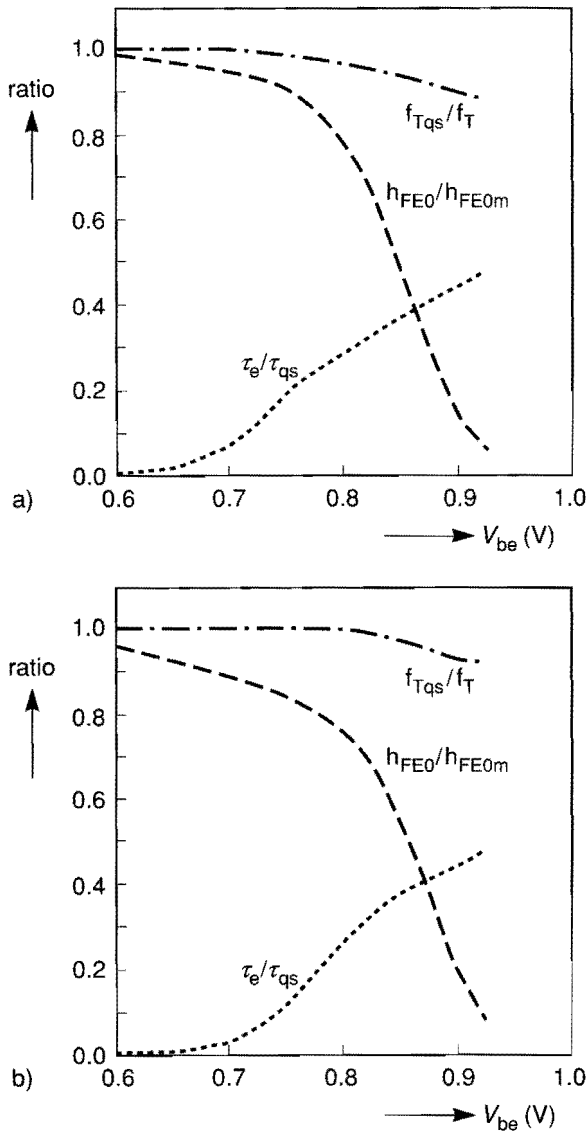 1.0
ratio
f_Tqs/f_T
0.8
h_FE0/h_FE0m
0.6
0.4
τ_e/τ_qs
0.2
0.0
0.6 0.7 0.8 0.9 1.0
a)
V_be (V)
1.0
ratio
f_Tqs/f_T
0.8
h_FE0/h_FE0m
0.6
0.4
τ_e/τ_qs
0.2
0.0
0.6 0.7 0.8 0.9 1.0
b)
V_be (V)